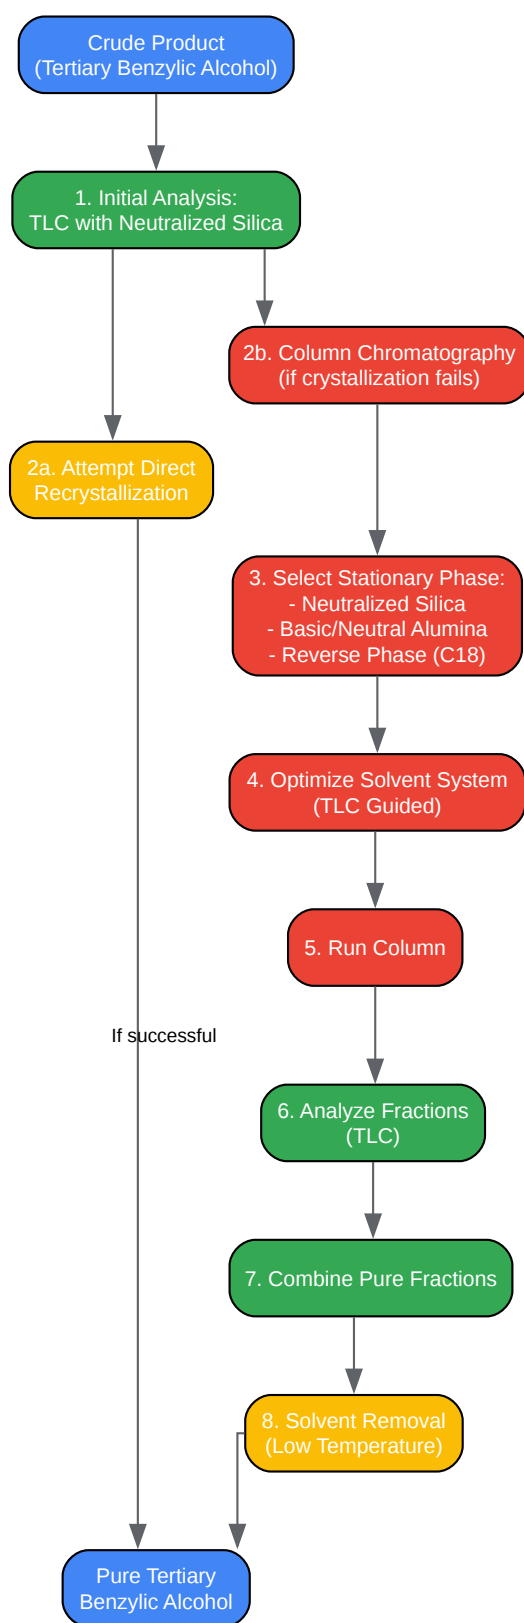 Crude Product
(Tertiary Benzylic Alcohol)
1. Initial Analysis:
TLC with Neutralized Silica
2b. Column Chromatography
(if crystallization fails)
2a. Attempt Direct
Recrystallization
3. Select Stationary Phase:
- Neutralized Silica
- Basic/Neutral Alumina
- Reverse Phase (C18)
4. Optimize Solvent System
(TLC Guided)
5. Run Column
If successful
6. Analyze Fractions
(TLC)
7. Combine Pure Fractions
8. Solvent Removal
(Low Temperature)
Pure Tertiary
Benzylic Alcohol